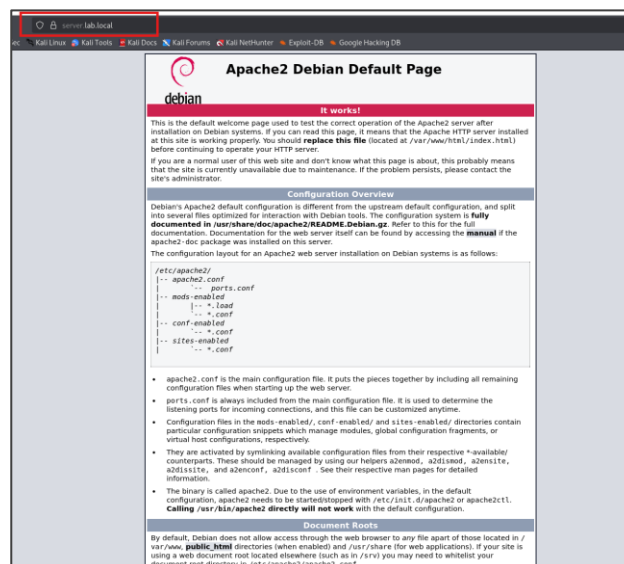 server.lab.local
Kali Linux Kali Tools Kali Docs Kali Forums Kali NetHunter Exploit-DB Google Hacking DB
debian
Apache2 Debian Default Page
It works!
This is the default welcome page used to test the correct operation of the Apache2 server after
installation on Debian systems. If you can read this page, it means that the Apache HTTP server installed
at this site is working properly. You should replace this file (located at /var/www/html/index.html)
before continuing to operate your HTTP server.
If you are a normal user of this web site and don't know what this page is about, this probably means
that the site is currently unavailable due to maintenance. If the problem persists, please contact the
site's administrator.
Configuration Overview
Debian's Apache2 default configuration is different from the upstream default configuration, and split
into several files optimized for interaction with Debian tools. The configuration system is fully
documented in /usr/share/doc/apache2/README.Debian.gz. Refer to this for the full
documentation. Documentation for the web server itself can be found by accessing the manual if the
apache2-doc package was installed on this server.
The configuration layout for an Apache2 web server installation on Debian systems is as follows:
/etc/apache2/
|-- apache2.conf
|       `-- ports.conf
|-- mods-enabled
|       |-- *.load
|       `-- *.conf
|-- conf-enabled
|       `-- *.conf
|-- sites-enabled
|       `-- *.conf
• apache2.conf is the main configuration file. It puts the pieces together by including all remaining
configuration files when starting up the web server.
• ports.conf is always included from the main configuration file. It is used to determine the
listening ports for incoming connections, and this file can be customized anytime.
• Configuration files in the mods-enabled/, conf-enabled/ and sites-enabled/ directories contain
particular configuration snippets which manage modules, global configuration fragments, or
virtual host configurations, respectively.
• They are activated by symlinking available configuration files from their respective *-available/
counterparts. These should be managed by using our helpers a2enmod, a2dismod, a2ensite,
a2dissite, and a2enconf, a2disconf . See their respective man pages for detailed
information.
• The binary is called apache2. Due to the use of environment variables, in the default
configuration, apache2 needs to be started/stopped with /etc/init.d/apache2 or apache2ctl.
Calling /usr/bin/apache2 directly will not work with the default configuration.
Document Roots
By default, Debian does not allow access through the web browser to any file apart of those located in /
var/www, public_html directories (when enabled) and /usr/share (for web applications). If your site is
using a web document root located elsewhere (such as in /srv) you may need to whitelist your
document root directory in /etc/apache2/apache2.conf.